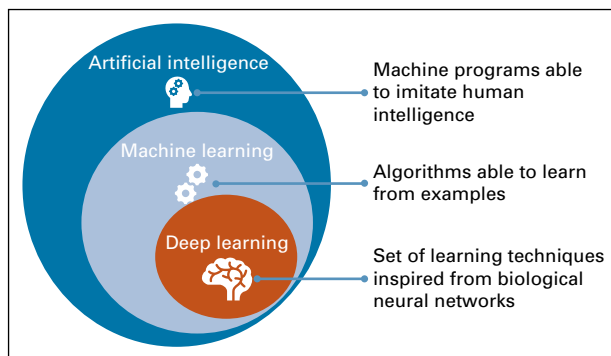 Artificial intelligence
Machine programs able
to imitate human
intelligence
Machine learning
Algorithms able to learn
from examples
Deep learning
Set of learning techniques
inspired from biological
neural networks